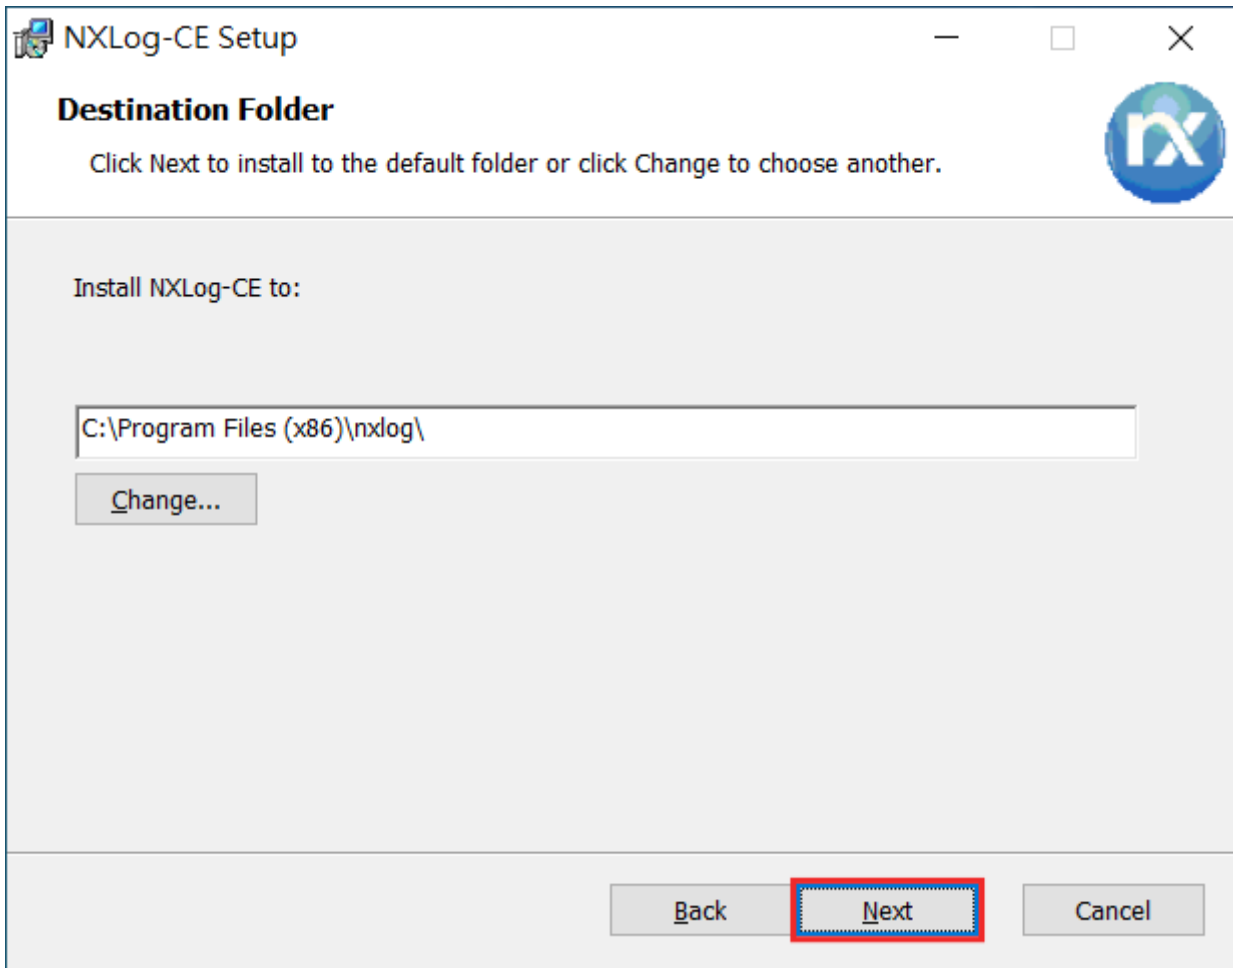 NXLog-CE Setup
Destination Folder
Click Next to install to the default folder or click Change to choose another.
nx
Install NXLog-CE to:
C:\Program Files (x86)\nxlog\
Change...
Back
Next
Cancel